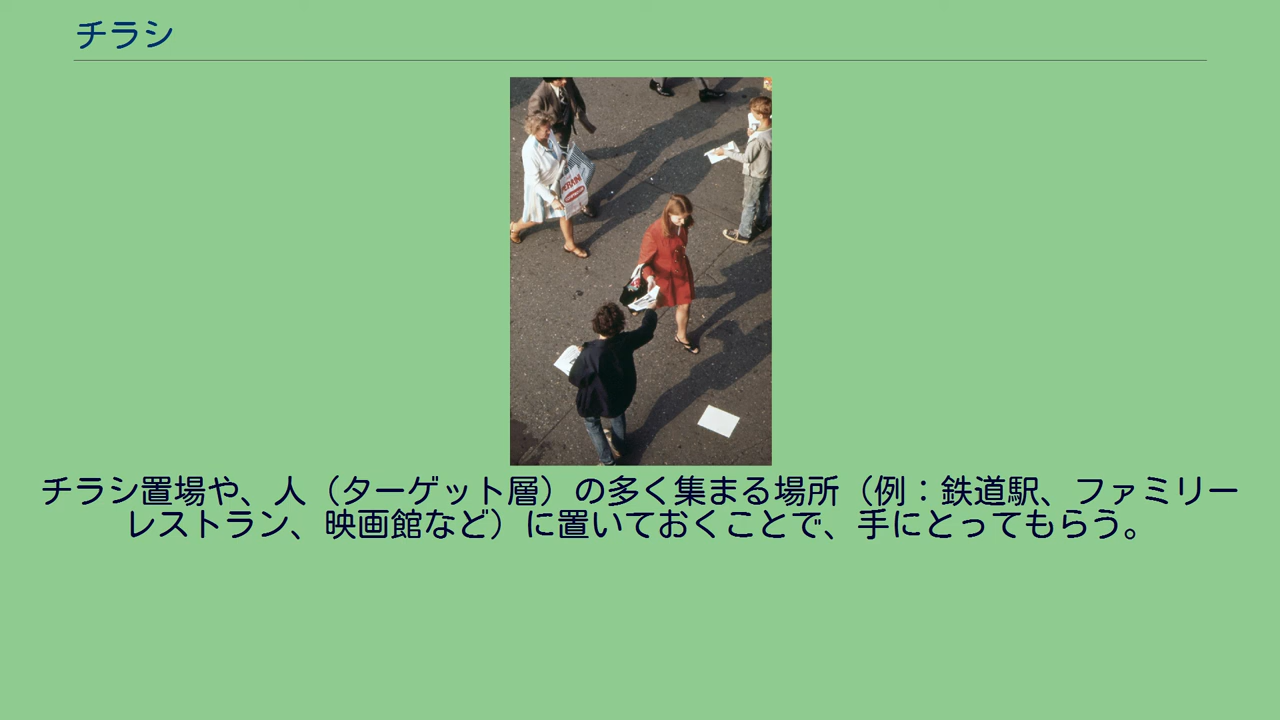 チラシ
チラシ置場や、人（ターゲット層）の多く集まる場所（例：鉄道駅、ファミリー
レストラン、映画館など）に置いておくことで、手にとってもらう。